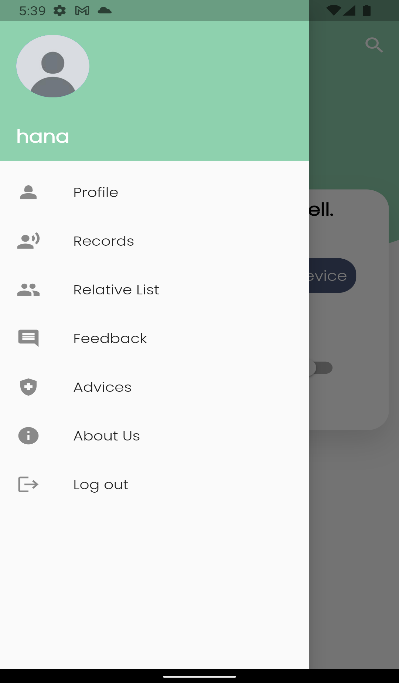 5:39
hana
ell.
Profile
Records
evice
Relative List
Feedback
Advices
About Us
Log out